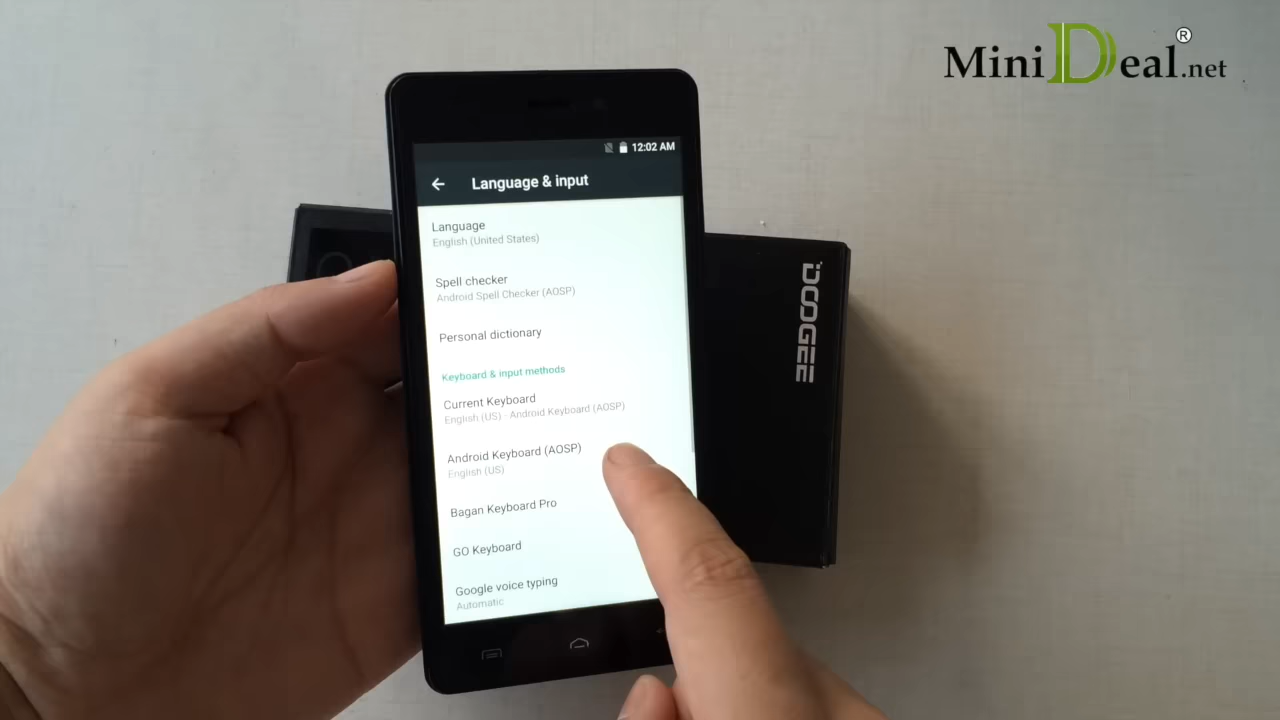 MiniDeal.net
®
12:02 AM
Language & input
Language
English (United States)
Spell checker
Android Spell Checker (AOSP)
Personal dictionary
Keyboard & input methods
Current Keyboard
English (US) - Android Keyboard (AOSP)
Android Keyboard (AOSP)
English (US)
Bagan Keyboard Pro
GO Keyboard
Google voice typing
Automatic
DOOGEE